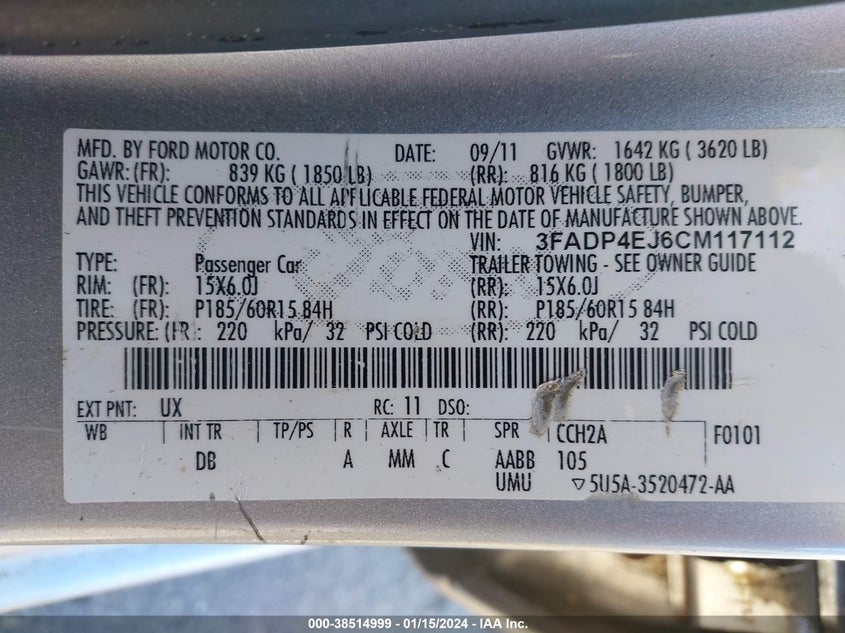 MFD. BY FORD MOTOR CO. DATE: 09/11 GVWR: 1642 KG ( 3620 LB)
GAWR: (FR): 839 KG ( 1850 LB) (RR): 816 KG ( 1800 LB)
THIS VEHICLE CONFORMS TO ALL APPLICABLE FEDERAL MOTOR VEHICLE SAFETY, BUMPER,
AND THEFT PREVENTION STANDARDS IN EFFECT ON THE DATE OF MANUFACTURE SHOWN ABOVE.
VIN: 3FADP4EJ6CM117112
TYPE: Passenger Car TRAILER TOWING - SEE OWNER GUIDE
RIM: (FR): 15X6.0J (RR): 15X6.0J
TIRE: (FR): P185/60R15 84H (RR): P185/60R15 84H
PRESSURE: (FR): 220 kPa/ 32 PSI COLD (RR): 220 kPa/ 32 PSI COLD
EXT PNT: UX RC: 11 DSO:
WB INT TR TP/PS R AXLE TR SPR CCH2A F0101
DB A MM C AABB 105
UMU ▽5U5A-3520472-AA
000-38514999 - 01/15/2024 - IAA Inc.